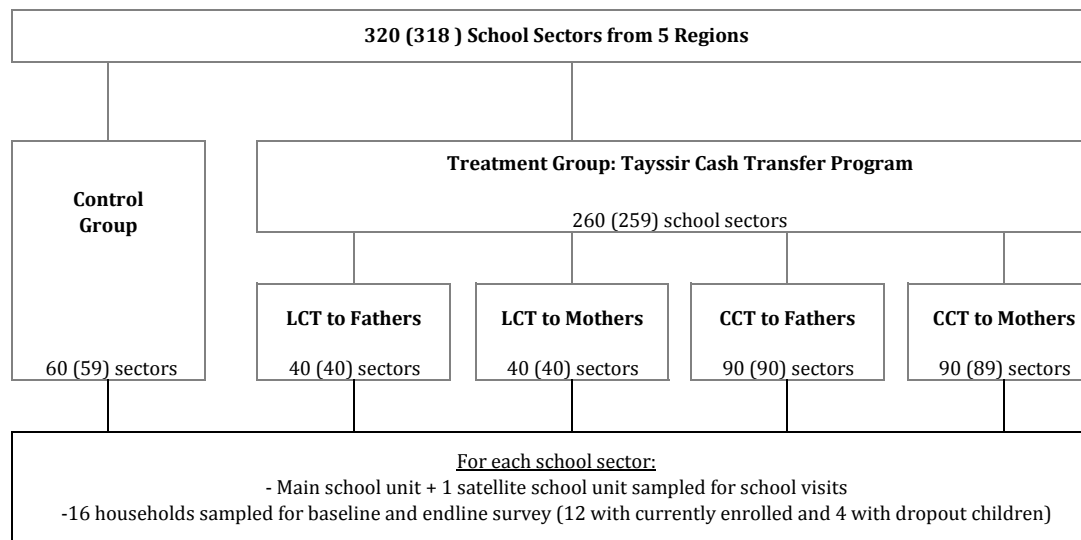 320 (318 ) School Sectors from 5 Regions
Control
Group
60 (59) sectors
Treatment Group: Tayssir Cash Transfer Program
260 (259) school sectors
LCT to Fathers
40 (40) sectors
LCT to Mothers
40 (40) sectors
CCT to Fathers
90 (90) sectors
CCT to Mothers
90 (89) sectors
For each school sector:
- Main school unit + 1 satellite school unit sampled for school visits
-16 households sampled for baseline and endline survey (12 with currently enrolled and 4 with dropout children)